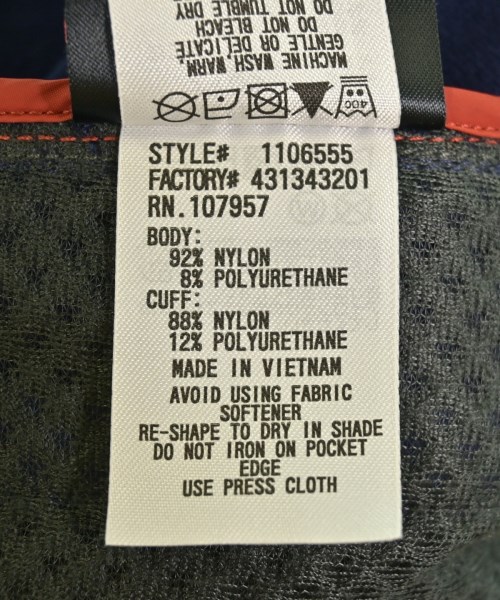 MACHINE WASH, WARM,
GENTLE OR DELICATE
DO NOT BLEACH
DO NOT TUMBLE DRY
STYLE# 1106555
FACTORY# 431343201
RN.107957
BODY:
92% NYLON
8% POLYURETHANE
CUFF:
88% NYLON
12% POLYURETHANE
MADE IN VIETNAM
AVOID USING FABRIC
SOFTENER
RE-SHAPE TO DRY IN SHADE
DO NOT IRON ON POCKET
EDGE
USE PRESS CLOTH